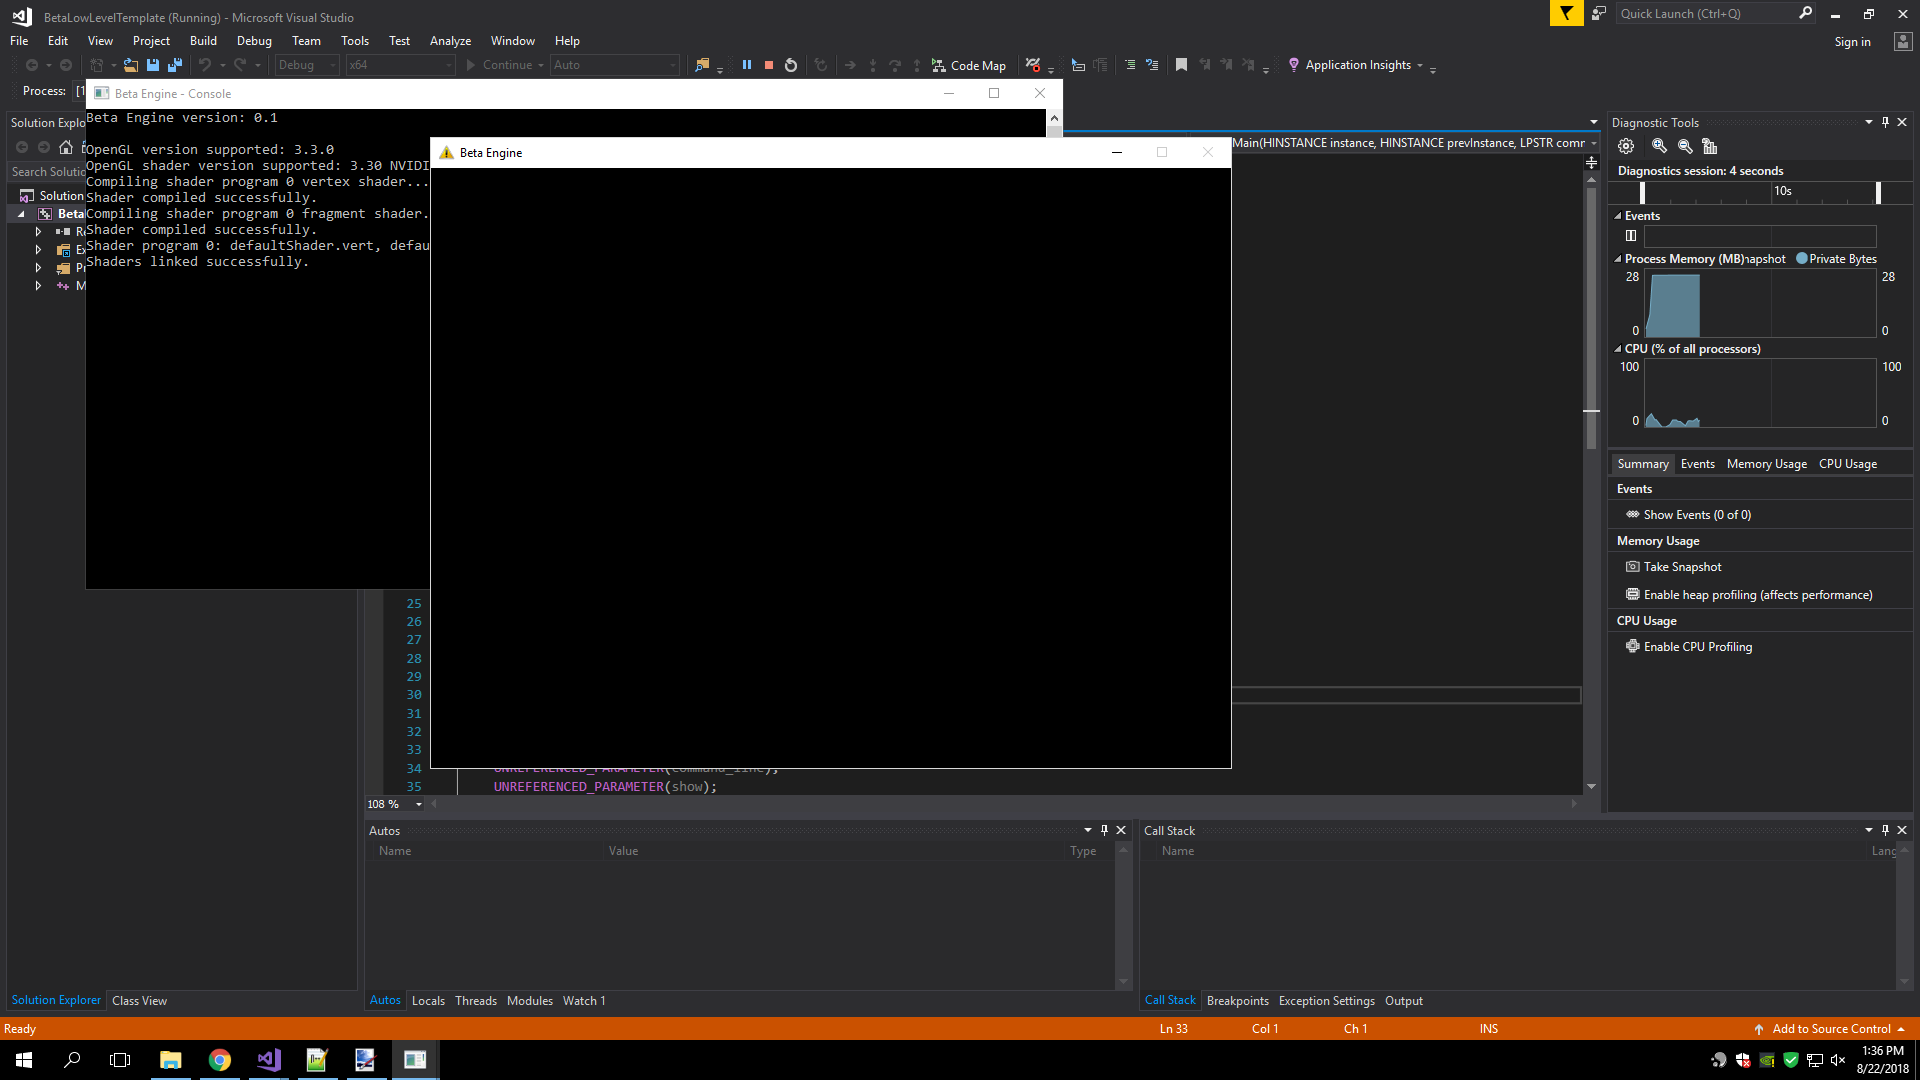 BetaLowLevelTemplate (Running) - Microsoft Visual Studio
Quick Launch (Ctrl+Q)
File Edit View Project Build Debug Team Tools Test Analyze Window Help
Sign in
Debug x64 Continue Auto Code Map Application Insights
Process: [1
Beta Engine - Console
Beta Engine version: 0.1
OpenGL version supported: 3.3.0
OpenGL shader version supported: 3.30 NVIDI
Compiling shader program 0 vertex shader...
Shader compiled successfully.
Compiling shader program 0 fragment shader.
Shader compiled successfully.
Shader program 0: defaultShader.vert, defau
Shaders linked successfully.
Beta Engine
Solution Explo
Search Solutio
Solution
Beta
Re
Ex
Pr
M
Main(HINSTANCE instance, HINSTANCE prevInstance, LPSTR comr
25
26
27
28
29
30
31
32
33
34 UNREFERENCED_PARAMETER(command_line);
35 UNREFERENCED_PARAMETER(show);
108 %
Diagnostic Tools
Diagnostics session: 4 seconds
10s
Events
Process Memory (MB) napshot Private Bytes
28 28
0 0
CPU (% of all processors)
100 100
0 0
Summary Events Memory Usage CPU Usage
Events
Show Events (0 of 0)
Memory Usage
Take Snapshot
Enable heap profiling (affects performance)
CPU Usage
Enable CPU Profiling
Autos
Name Value Type
Call Stack
Name Lang
Solution Explorer Class View
Autos Locals Threads Modules Watch 1
Call Stack Breakpoints Exception Settings Output
Ready Ln 33 Col 1 Ch 1 INS Add to Source Control
1:36 PM
8/22/2018